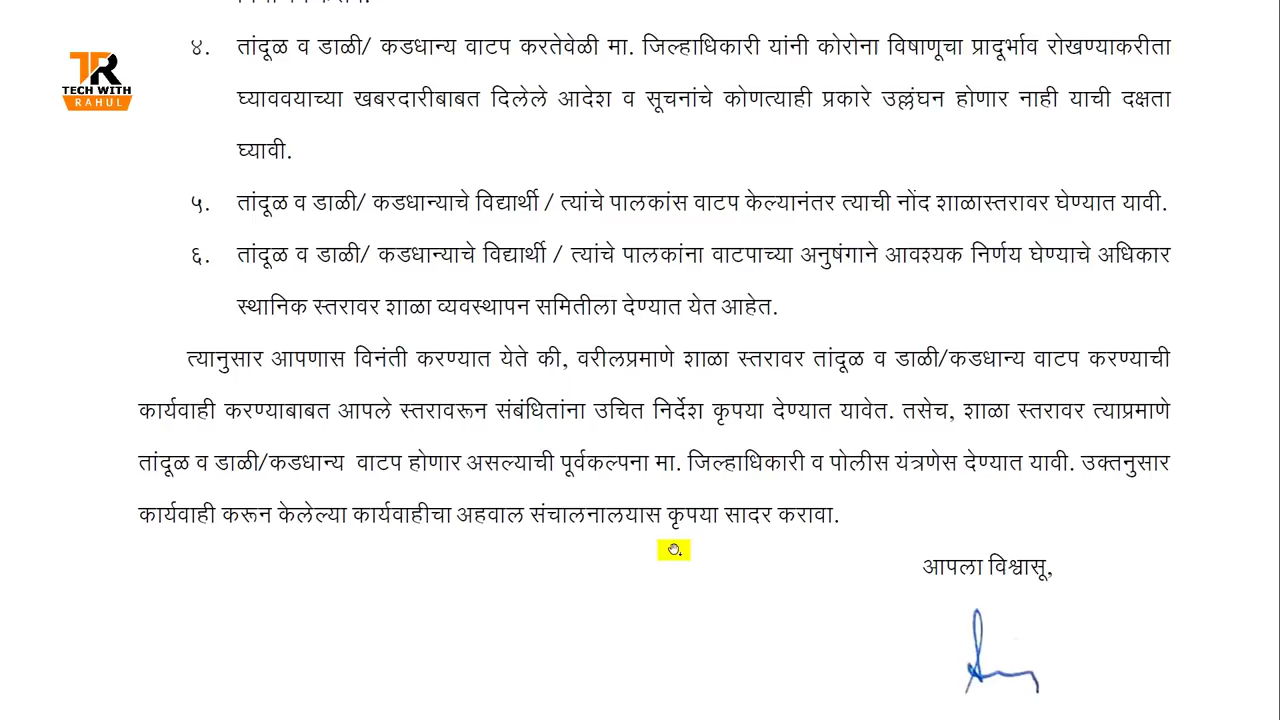 ४. तांदूळ व डाळी/ कडधान्य वाटप करतेवेळी मा. जिल्हाधिकारी यांनी कोरोना विषाणूचा प्रादूर्भाव रोखण्याकरीता
TR
TECH WITH
RAHUL
घ्याववयाच्या खबरदारीबाबत दिलेले आदेश व सूचनांचे कोणत्याही प्रकारे उल्लंघन होणार नाही याची दक्षता
घ्यावी.
५. तांदूळ व डाळी/ कडधान्याचे विद्यार्थी / त्यांचे पालकांस वाटप केल्यानंतर त्याची नोंद शाळास्तरावर घेण्यात यावी.
६. तांदूळ व डाळी/ कडधान्याचे विद्यार्थी / त्यांचे पालकांना वाटपाच्या अनुषंगाने आवश्यक निर्णय घेण्याचे अधिकार
स्थानिक स्तरावर शाळा व्यवस्थापन समितीला देण्यात येत आहेत.
त्यानुसार आपणास विनंती करण्यात येते की, वरीलप्रमाणे शाळा स्तरावर तांदूळ व डाळी/कडधान्य वाटप करण्याची
कार्यवाही करण्याबाबत आपले स्तरावरून संबंधितांना उचित निर्देश कृपया देण्यात यावेत. तसेच, शाळा स्तरावर त्याप्रमाणे
तांदूळ व डाळी/कडधान्य वाटप होणार असल्याची पूर्वकल्पना मा. जिल्हाधिकारी व पोलीस यंत्रणेस देण्यात यावी. उक्तनुसार
कार्यवाही करून केलेल्या कार्यवाहीचा अहवाल संचालनालयास कृपया सादर करावा.
आपला विश्वासू,